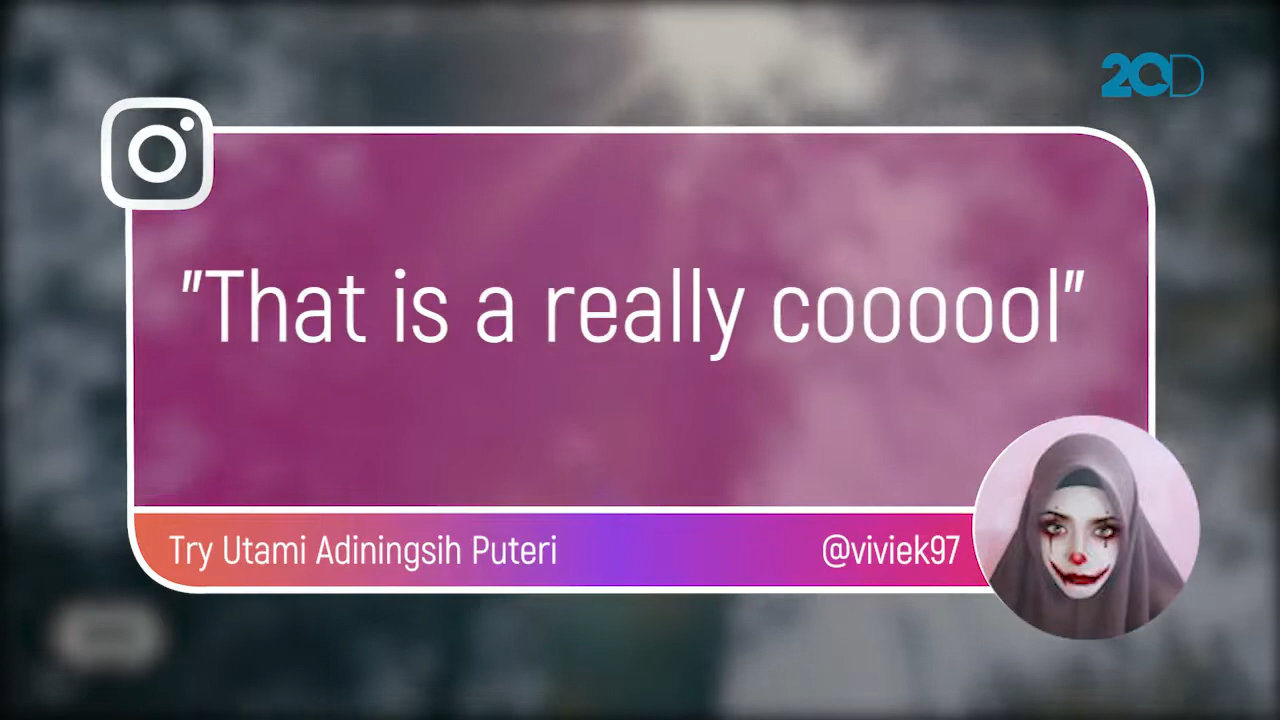 20D
"That is a really coooool"
Try Utami Adiningsih Puteri
@viviek97